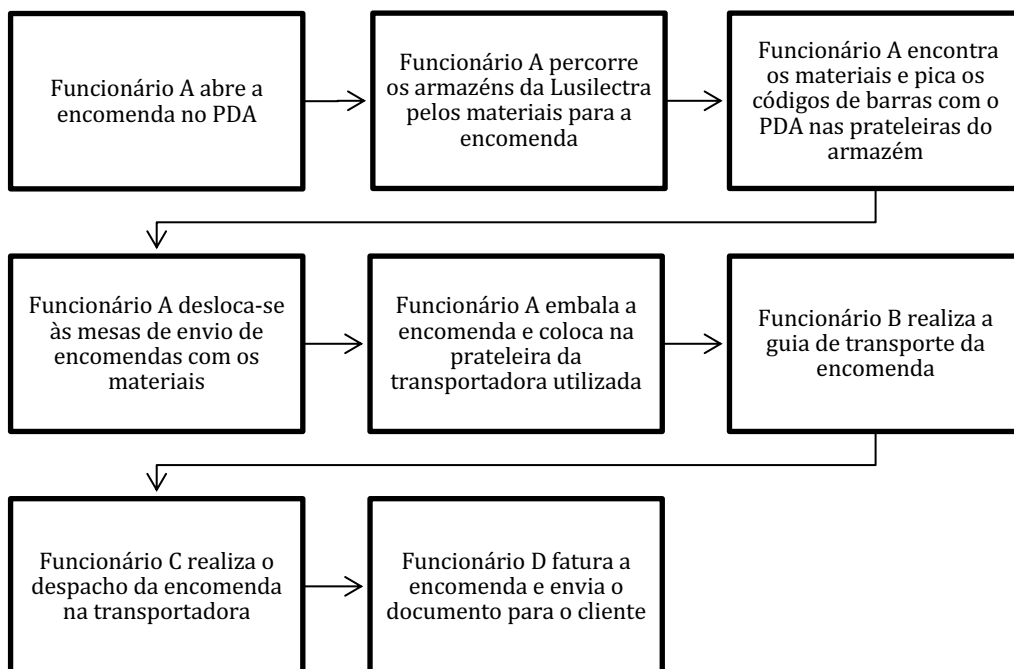 Funcionário A abre a
encomenda no PDA
Funcionário A percorre
os armazéns da Lusilectra
pelos materiais para a
encomenda
Funcionário A encontra
os materiais e pica os
códigos de barras com o
PDA nas prateleiras do
armazém
Funcionário A desloca-se
às mesas de envio de
encomendas com os
materiais
Funcionário A embala a
encomenda e coloca na
prateleira da
transportadora utilizada
Funcionário B realiza a
guia de transporte da
encomenda
Funcionário C realiza o
despacho da encomenda
na transportadora
Funcionário D fatura a
encomenda e envia o
documento para o cliente